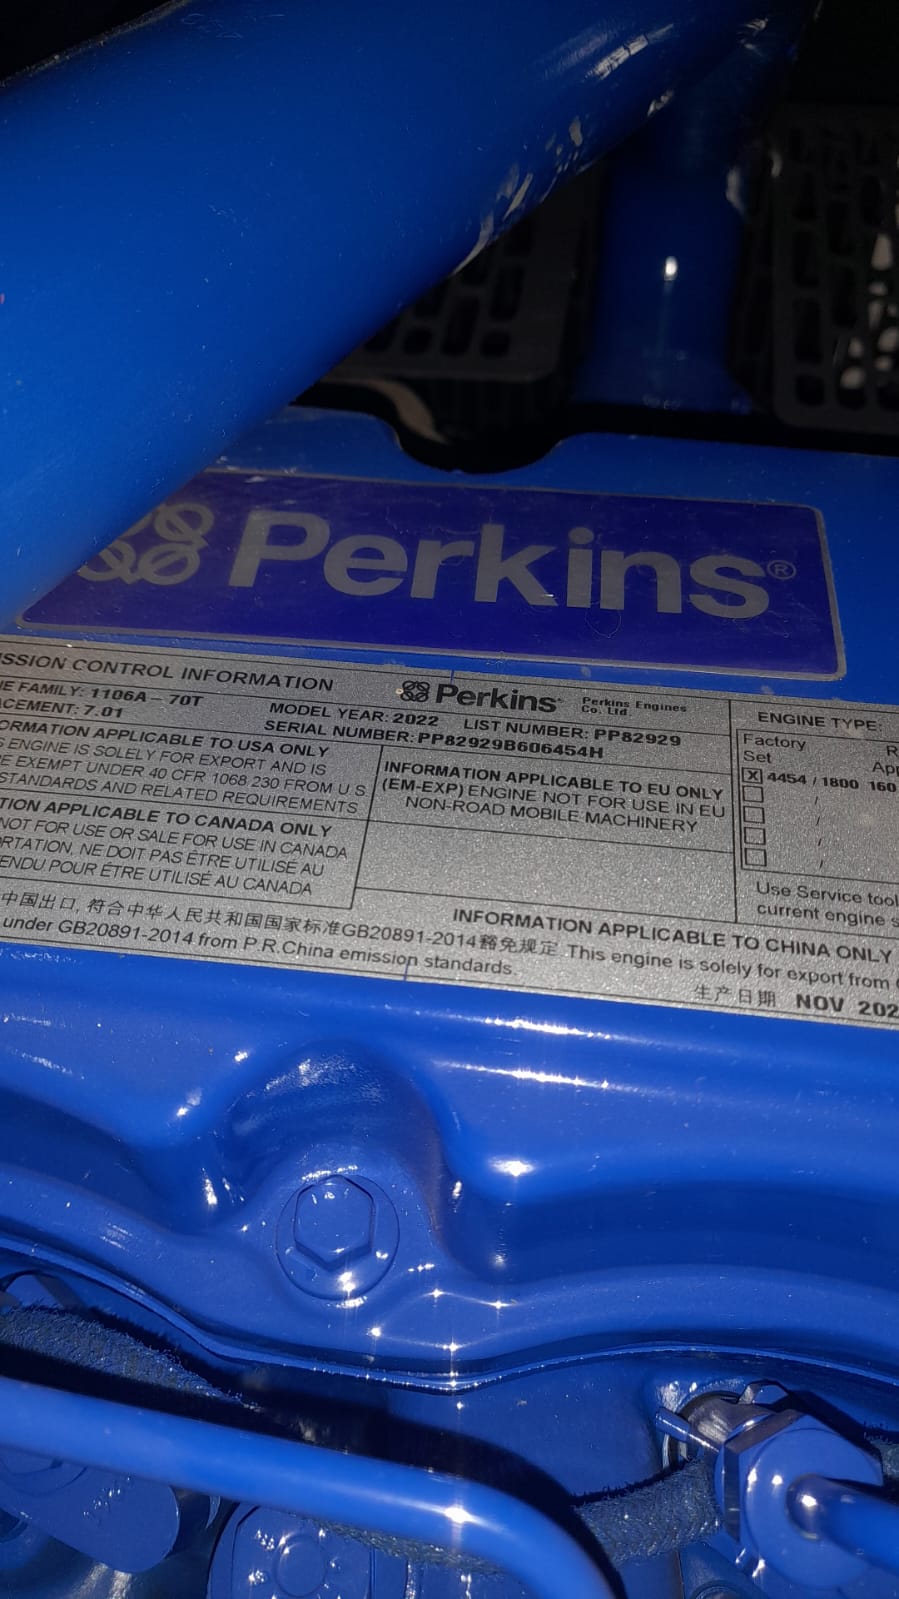 Perkins®
SSION CONTROL INFORMATION
Perkins
Perkins Engines
Co. Ltd
E FAMILY: 1106A - 70T
MODEL YEAR: 2022 LIST NUMBER: PP82929
ACEMENT: 7.01
SERIAL NUMBER: PP82929B606454H
ORMATION APPLICABLE TO USA ONLY
S ENGINE IS SOLELY FOR EXPORT AND IS
E EXEMPT UNDER 40 CFR 1068 230 FROM U S
STANDARDS AND RELATED REQUIREMENTS
INFORMATION APPLICABLE TO EU ONLY
(EM-EXP) ENGINE NOT FOR USE IN EU
NON-ROAD MOBILE MACHINERY
TION APPLICABLE TO CANADA ONLY
NOT FOR USE OR SALE FOR USE IN CANADA
ORTATION, NE DOIT PAS ÊTRE UTILISÉ AU
ENDU POUR ÊTRE UTILISÉ AU CANADA
ENGINE TYPE:
Factory
Set
R
App
X 4454 / 1800 160
/
/
/
/
Use Service tool
current engine s
INFORMATION APPLICABLE TO CHINA ONLY
中国出口, 符合中华人民共和国国家标准GB20891-2014豁免规定 This engine is solely for export from
under GB20891-2014 from P.R.China emission standards.
生产日期 NOV 202